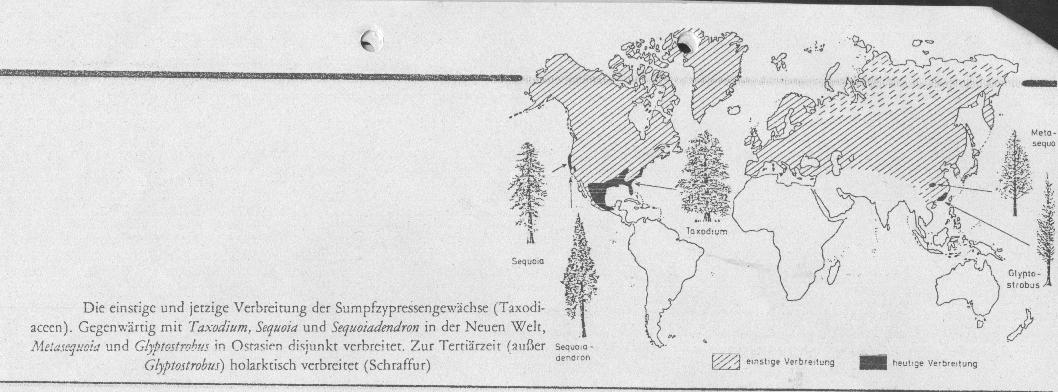 Meta-
sequo
Taxodium
Sequoia
Glypto-
strobus
Die einstige und jetzige Verbreitung der Sumpfzypressengewächse (Taxodi-
aceen). Gegenwärtig mit Taxodium, Sequoia und Sequoiadendron in der Neuen Welt,
Metasequoia und Glyptostrobus in Ostasien disjunkt verbreitet. Zur Tertiärzeit (außer
Glyptostrobus) holarktisch verbreitet (Schraffur)
Sequoia-
dendron
einstige Verbreitung
heutige Verbreitung